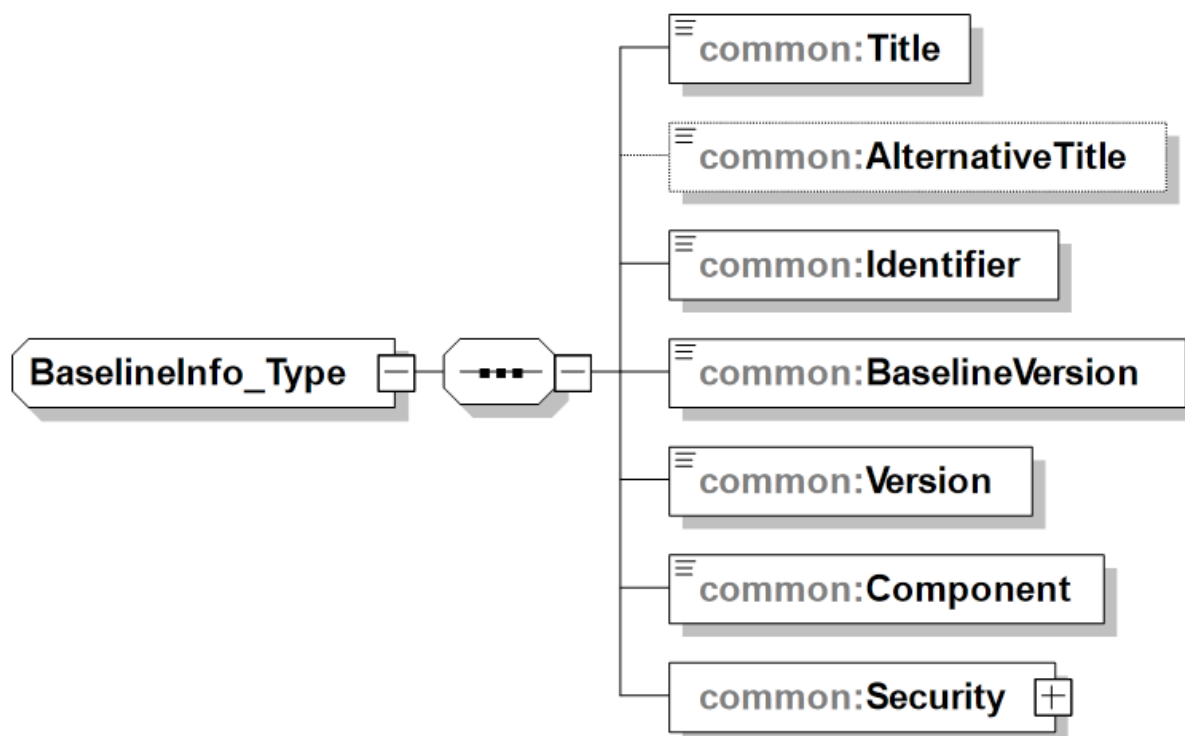 common:Title
common:AlternativeTitle
common:Identifier
BaselineInfo_Type
common:BaselineVersion
common:Version
common:Component
common:Security